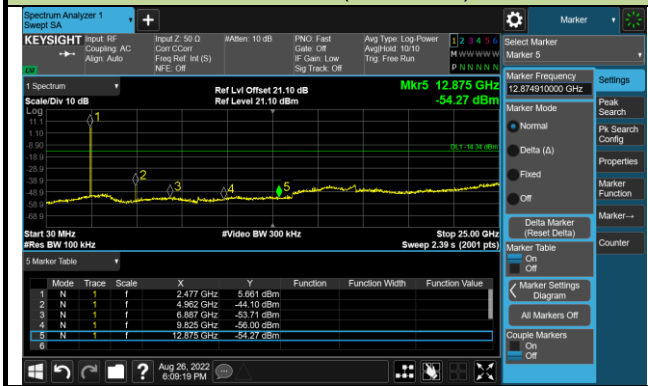 Spectrum Analyzer 1
Swept SA
Marker
KEYSIGHT Input: RF Input Z: 50 Ω #Atten: 10 dB PNO: Fast Avg Type: Log-Power 1 2 3 4 5 6
Coupling: AC Corr CCorr Gate: Off Avg|Hold: 10/10 M W W W W W
Align: Auto Freq Ref: Int (S) IF Gain: Low Trig: Free Run
NFE: Off Sig Track: Off P N N N N N
Select Marker
Marker 5
1 Spectrum
Ref Lvl Offset 21.10 dB Mkr5 12.875 GHz
Scale/Div 10 dB Ref Level 21.10 dBm -54.27 dBm
Log
11.1
1.10
-8.90
-18.9
-28.9
-38.9
-48.9
-58.9
-68.9
1
2
3
4
5
DL1 -14.34 dBm
Start 30 MHz #Video BW 300 kHz Stop 25.00 GHz
#Res BW 100 kHz Sweep 2.39 s (2001 pts)
5 Marker Table
Mode Trace Scale X Y Function Function Width Function Value
1 N 1 f 2.477 GHz 5.661 dBm
2 N 1 f 4.962 GHz -44.10 dBm
3 N 1 f 6.887 GHz -53.71 dBm
4 N 1 f 9.825 GHz -56.00 dBm
5 N 1 f 12.875 GHz -54.27 dBm
6
Marker Frequency
12.874910000 GHz
Marker Mode
Normal
Delta (Δ)
Fixed
Off
Delta Marker
(Reset Delta)
Marker Table
On
Off
Marker Settings
Diagram
All Markers Off
Couple Markers
On
Off
Settings
Peak
Search
Pk Search
Config
Properties
Marker
Function
Marker→
Counter
Aug 26, 2022
6:09:19 PM